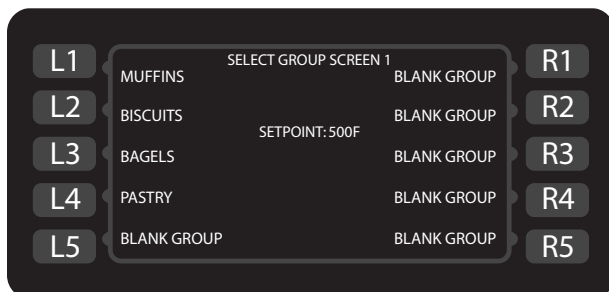 SELECT GROUP SCREEN 1
L1 MUFFINS BLANK GROUP R1
L2 BISCUITS BLANK GROUP R2
SETPOINT: 500F
L3 BAGELS BLANK GROUP R3
L4 PASTRY BLANK GROUP R4
L5 BLANK GROUP BLANK GROUP R5